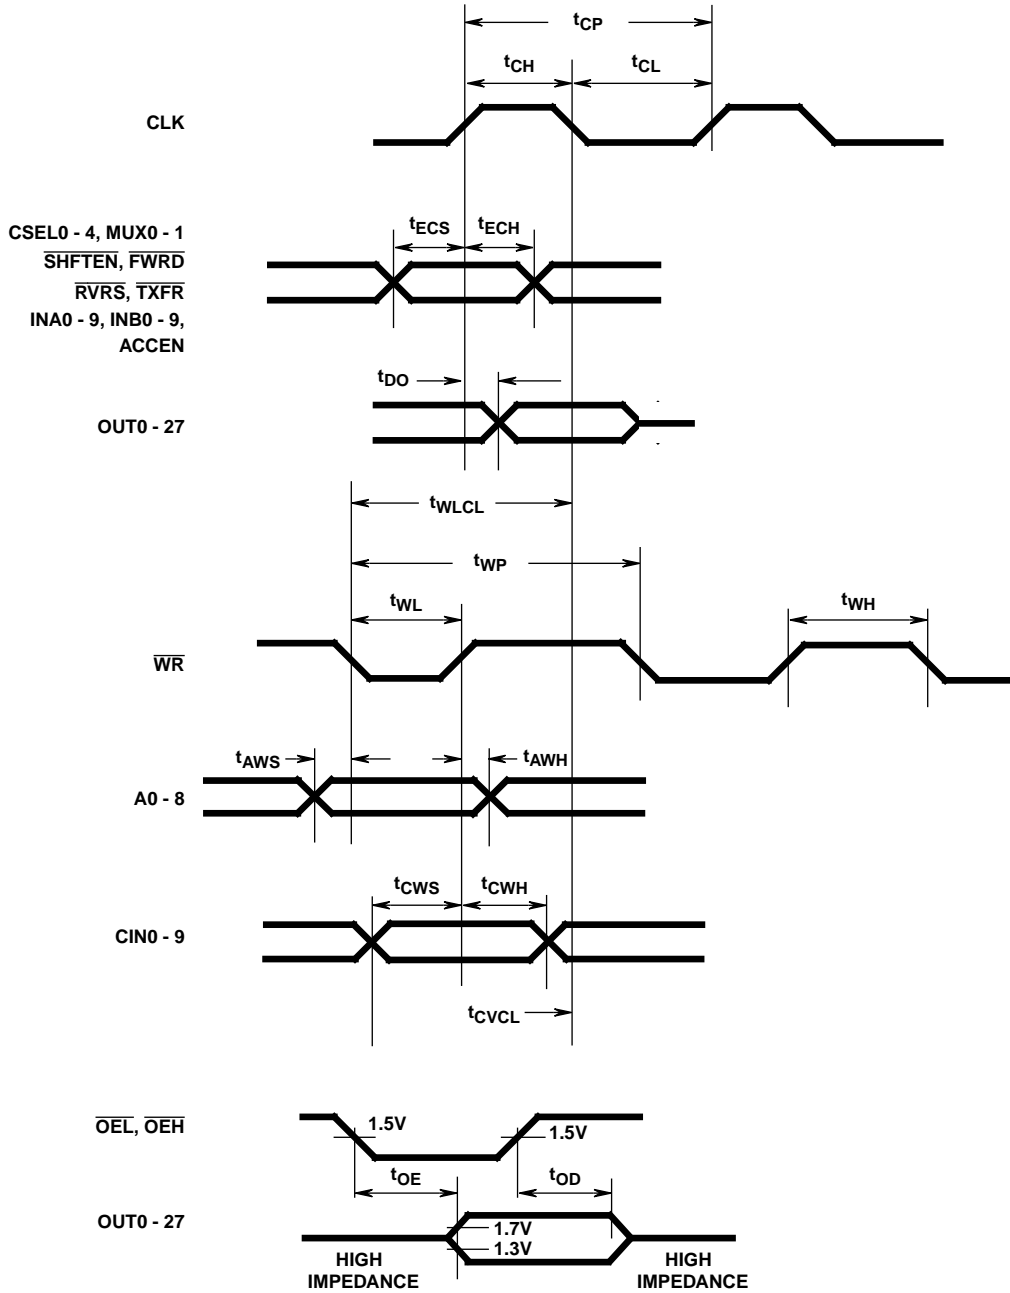 tCP
tCH
tCL
CLK
tECS
tECH
CSEL0 - 4, MUX0 - 1
SHFTEN, FWRD
RVRS, TXFR
INA0 - 9, INB0 - 9,
ACCEN
tDO
OUT0 - 27
tWLCL
tWP
tWL
tWH
WR
tAWS
tAWH
A0 - 8
tCWS
tCWH
CIN0 - 9
tCVCL
OEL, OEH
1.5V
1.5V
tOE
tOD
OUT0 - 27
1.7V
1.3V
HIGH
IMPEDANCE
HIGH
IMPEDANCE